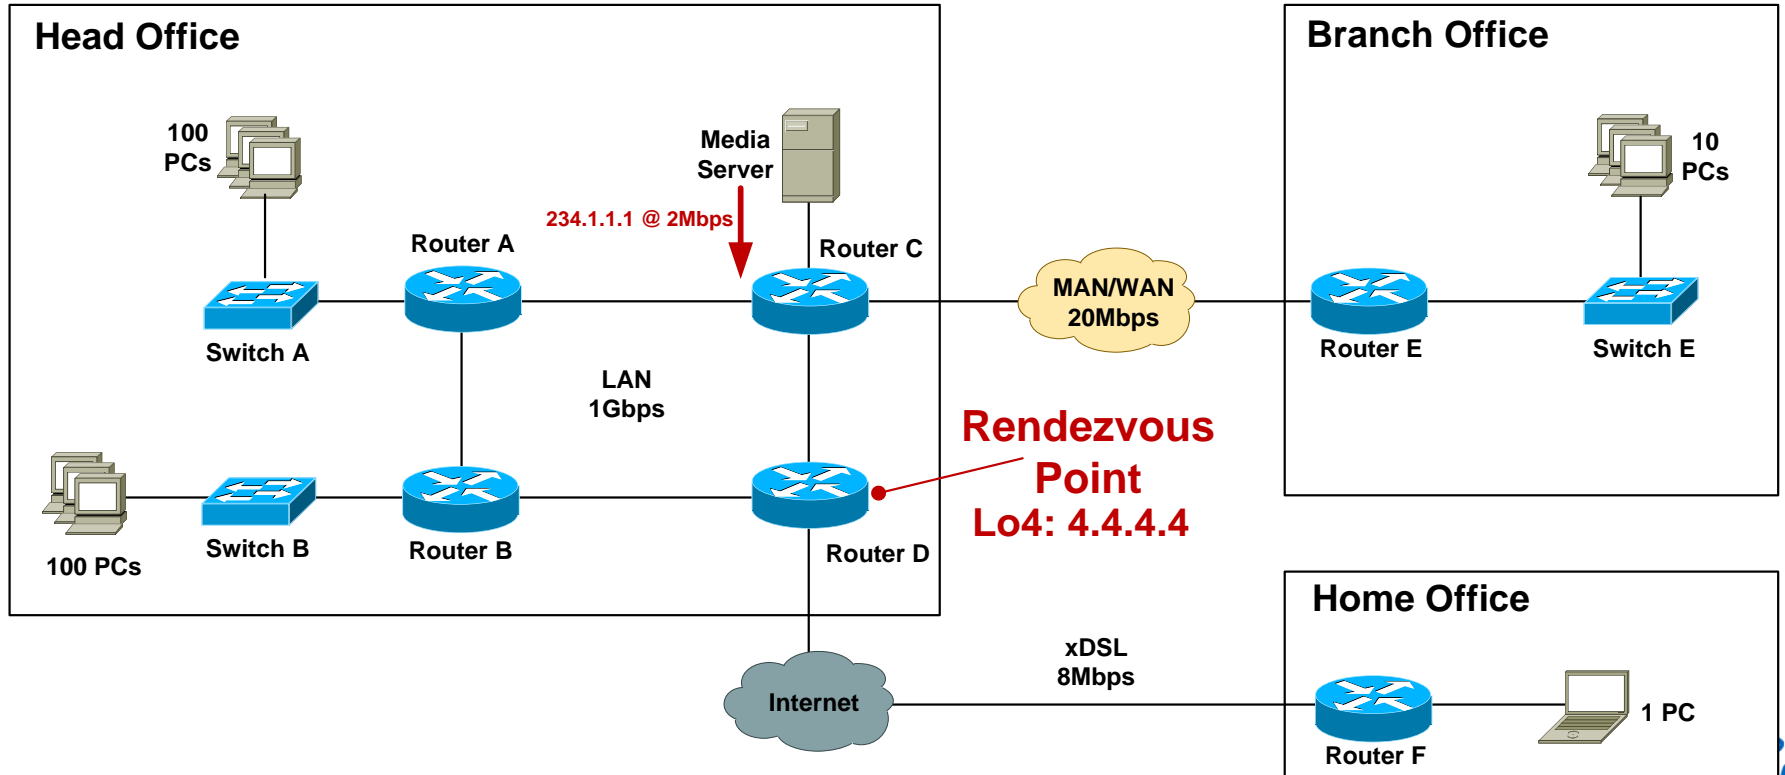 Head Office
Branch Office
100
PCs
Media
Server
10
PCs
234.1.1.1 @ 2Mbps
Router A
Router C
MAN/WAN
20Mbps
Switch A
Router E
Switch E
LAN
1Gbps
Rendezvous
Point
Lo4: 4.4.4.4
Switch B
Router B
Router D
100 PCs
Home Office
xDSL
8Mbps
Internet
1 PC
Router F